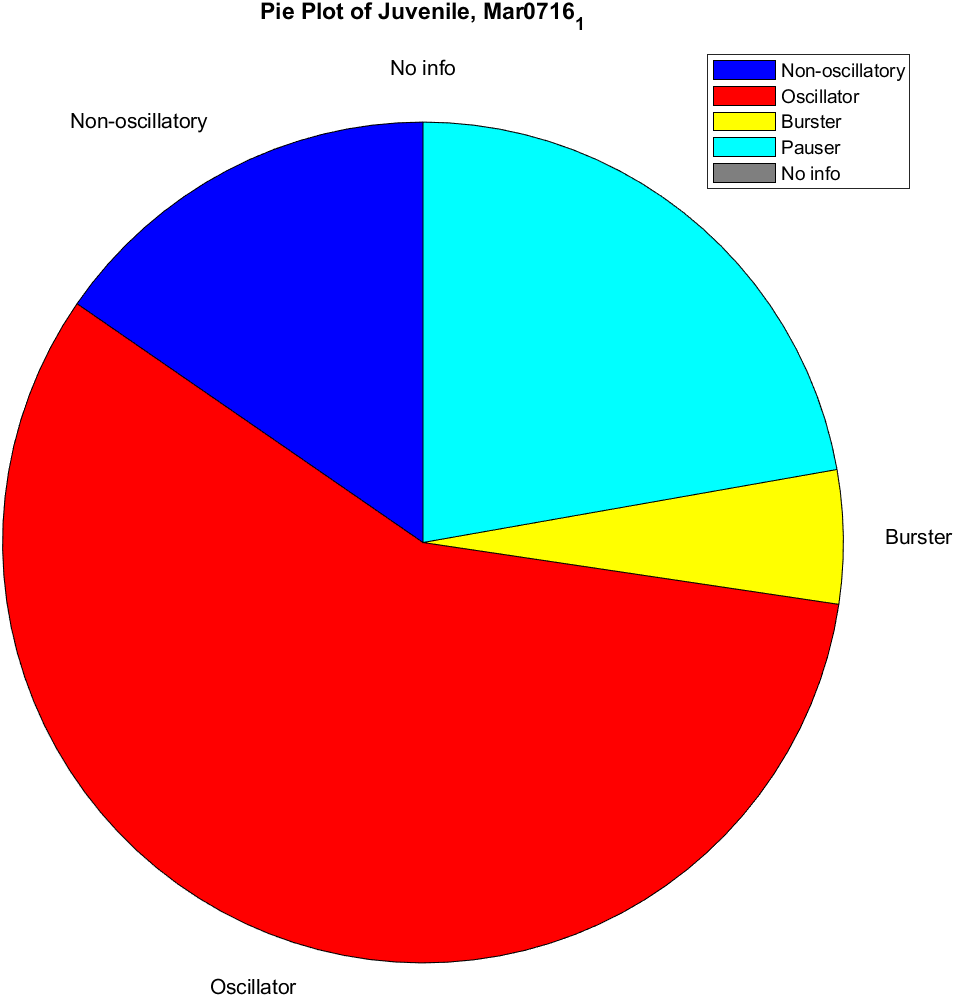 Pie Plot of Juvenile, Mar0716₁
No info
Non-oscillatory
Non-oscillatory
Oscillator
Burster
Pauser
No info
Burster
Oscillator